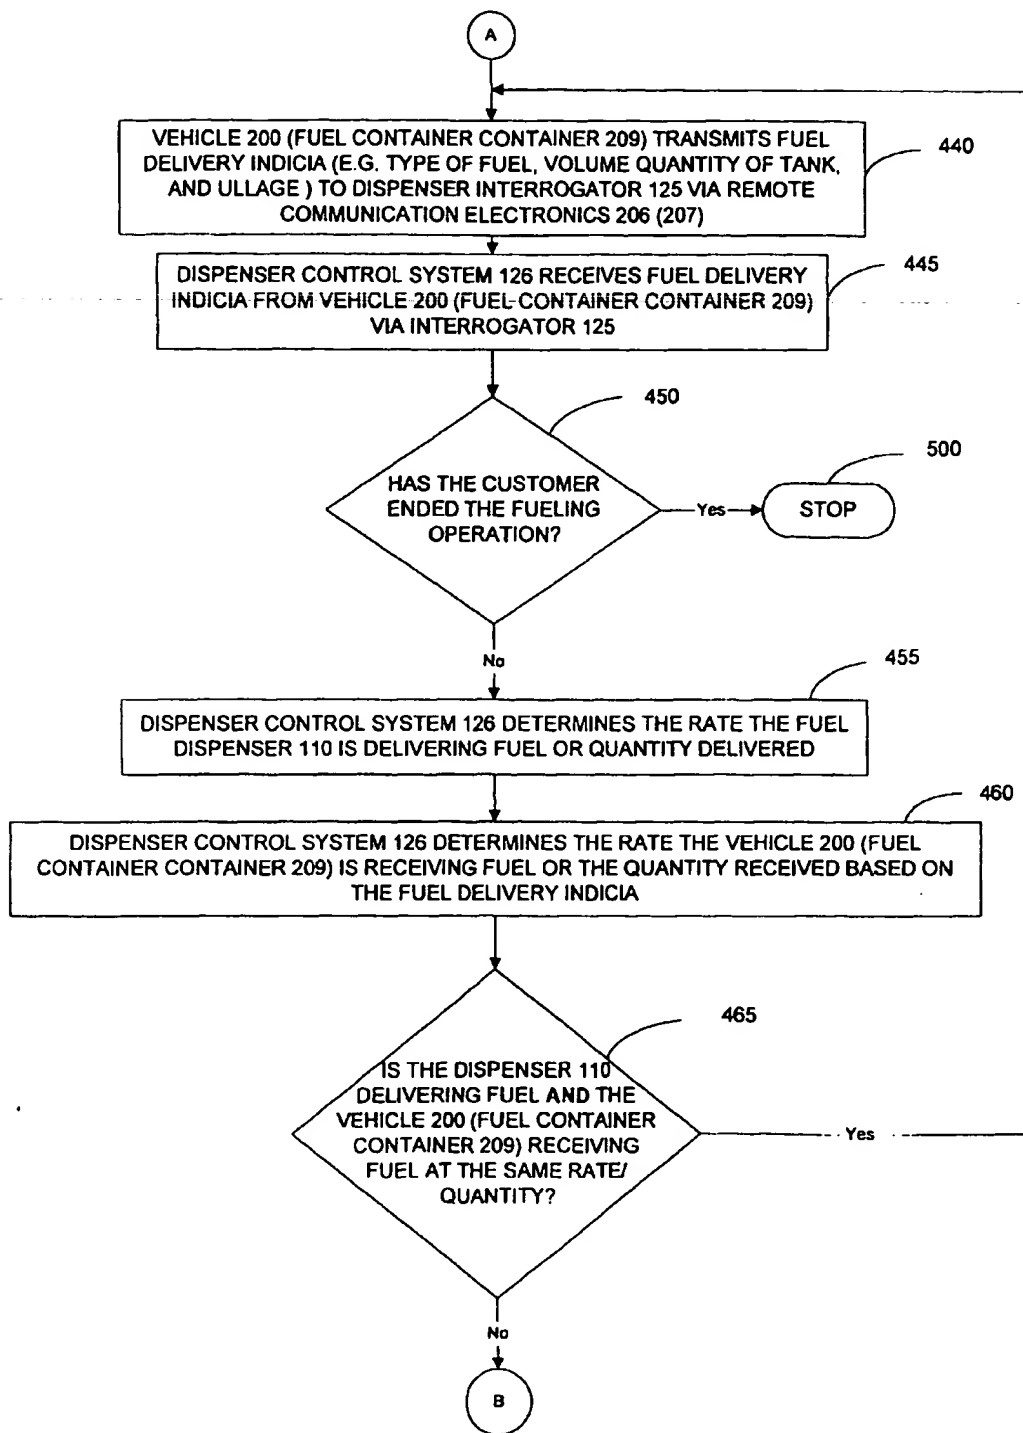 A
VEHICLE 200 (FUEL CONTAINER CONTAINER 209) TRANSMITS FUEL
DELIVERY INDICIA (E.G. TYPE OF FUEL, VOLUME QUANTITY OF TANK,
AND ULLAGE ) TO DISPENSER INTERROGATOR 125 VIA REMOTE
COMMUNICATION ELECTRONICS 206 (207)
440
DISPENSER CONTROL SYSTEM 126 RECEIVES FUEL DELIVERY
INDICIA FROM VEHICLE 200 (FUEL CONTAINER CONTAINER 209)
VIA INTERROGATOR 125
445
450
HAS THE CUSTOMER
ENDED THE FUELING
OPERATION?
Yes
500
STOP
No
455
DISPENSER CONTROL SYSTEM 126 DETERMINES THE RATE THE FUEL
DISPENSER 110 IS DELIVERING FUEL OR QUANTITY DELIVERED
460
DISPENSER CONTROL SYSTEM 126 DETERMINES THE RATE THE VEHICLE 200 (FUEL
CONTAINER CONTAINER 209) IS RECEIVING FUEL OR THE QUANTITY RECEIVED BASED ON
THE FUEL DELIVERY INDICIA
465
IS THE DISPENSER 110
DELIVERING FUEL AND THE
VEHICLE 200 (FUEL CONTAINER
CONTAINER 209) RECEIVING
FUEL AT THE SAME RATE/
QUANTITY?
Yes
No
B